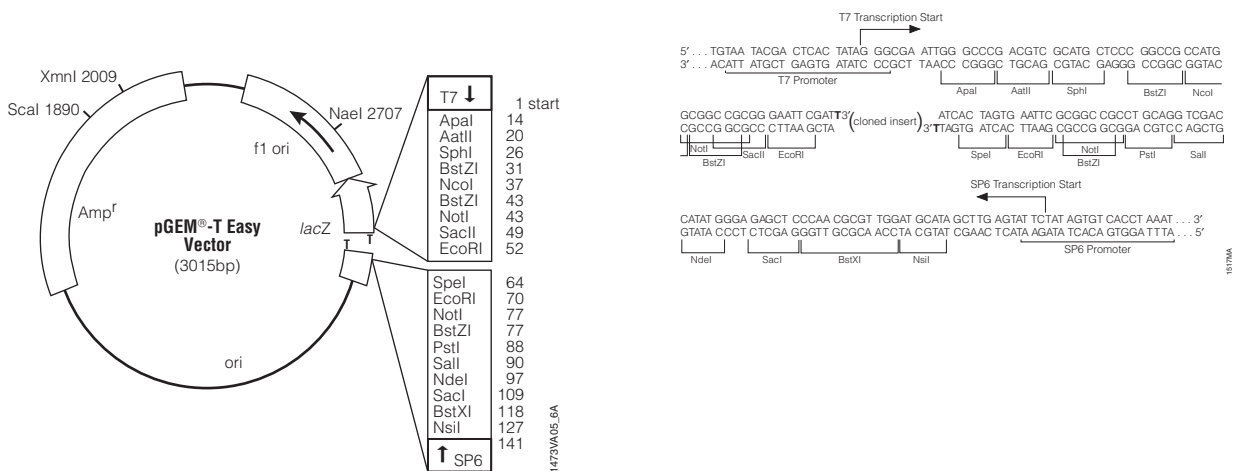 XmnI 2009
ScaI 1890
NaeI 2707
f1 ori
Ampʳ
pGEM®-T Easy
Vector
(3015bp)
lacZ
T T
ori
T7 ↓
1 start
ApaI 14
AatII 20
SphI 26
BstZI 31
NcoI 37
BstZI 43
NotI 43
SacII 49
EcoRI 52
SpeI 64
EcoRI 70
NotI 77
BstZI 77
PstI 88
SalI 90
NdeI 97
SacI 109
BstXI 118
NsiI 127
141
↑ SP6
1473VA05_6A
T7 Transcription Start
5′ . . . TGTAA TACGA CTCAC TATAG GGCGA ATTGG GCCCG ACGTC GCATG CTCCC GGCCG CCATG
3′ . . . ACATT ATGCT GAGTG ATATC CCGCT TAACC CGGGC TGCAG CGTAC GAGGG CCGGC GGTAC
T7 Promoter
ApaI AatII SphI BstZI NcoI
GCGGC CGCGG GAATT CGATT3′ (cloned insert) ATCAC TAGTG AATTC GCGGC CGCCT GCAGG TCGAC
CGCCG GCGCC CTTAA GCTA 3′TTAGTG ATCAC TTAAG CGCCG GCGGA CGTCC AGCTG
NotI BstZI SacII EcoRI SpeI EcoRI NotI BstZI PstI SalI
SP6 Transcription Start
CATAT GGGA GAGCT CCCAA CGCGT TGGAT GCATA GCTTG AGTAT TCTAT AGTGT CACCT AAAT . . . 3′
GTATA CCCT CTCGA GGGTT GCGCA ACCTA CGTAT CGAAC TCATA AGATA TCACA GTGGA TTTA . . . 5′
NdeI SacI BstXI NsiI
SP6 Promoter
1517MA